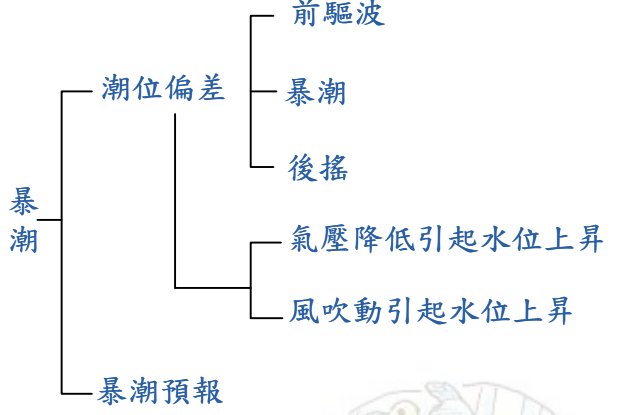 前驅波
潮位偏差
暴潮
後搖
暴潮
氣壓降低引起水位上昇
風吹動引起水位上昇
暴潮預報